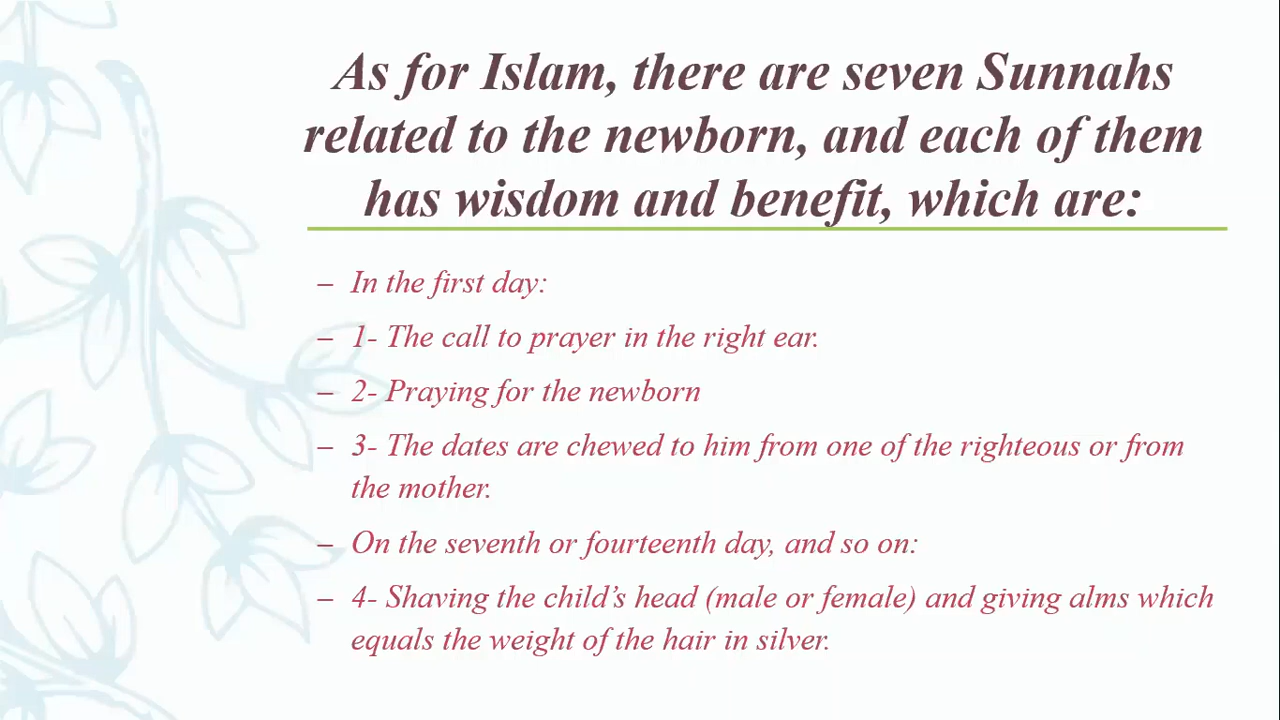 As for Islam, there are seven Sunnahs
related to the newborn, and each of them
has wisdom and benefit, which are:
– In the first day:
– 1- The call to prayer in the right ear.
– 2- Praying for the newborn
– 3- The dates are chewed to him from one of the righteous or from
the mother.
– On the seventh or fourteenth day, and so on:
– 4- Shaving the child’s head (male or female) and giving alms which
equals the weight of the hair in silver.